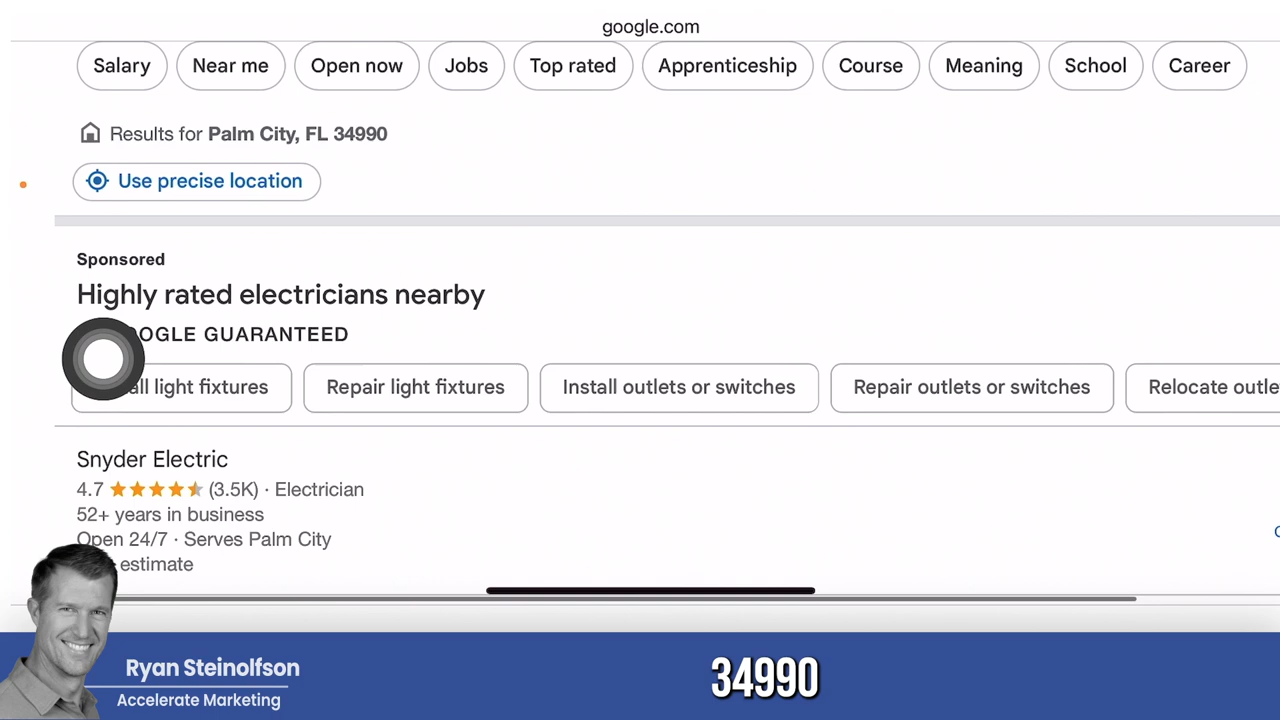 google.com
Salary Near me Open now Jobs Top rated Apprenticeship Course Meaning School Career
Results for Palm City, FL 34990
Use precise location
Sponsored
Highly rated electricians nearby
GUARANTEED
light fixtures Repair light fixtures Install outlets or switches Repair outlets or switches Relocate
Snyder Electric
4.7 (3.5K) · Electrician
52+ years in business
Open 24/7 · Serves Palm City
estimate
Ryan Steinolfson
Accelerate Marketing
34990